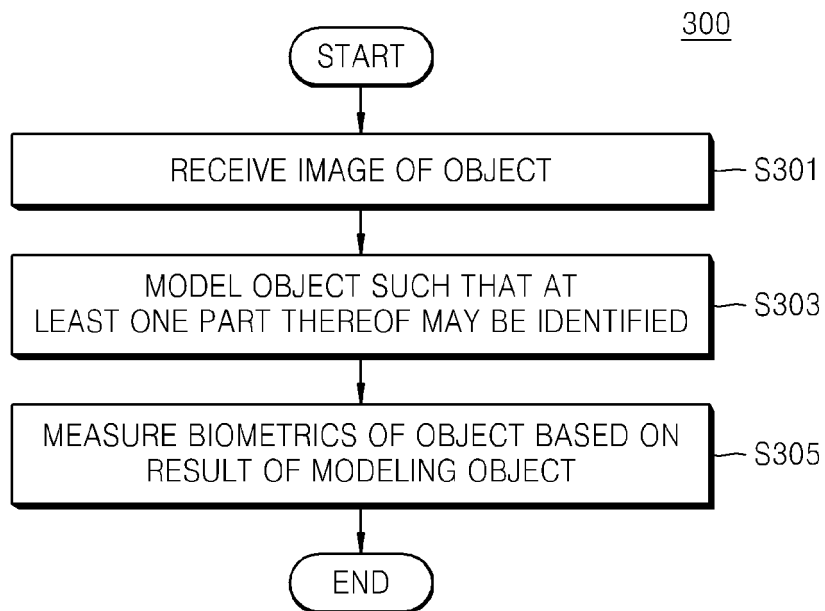 300
START
RECEIVE IMAGE OF OBJECT
S301
MODEL OBJECT SUCH THAT AT
LEAST ONE PART THEREOF MAY BE IDENTIFIED
S303
MEASURE BIOMETRICS OF OBJECT BASED ON
RESULT OF MODELING OBJECT
S305
END